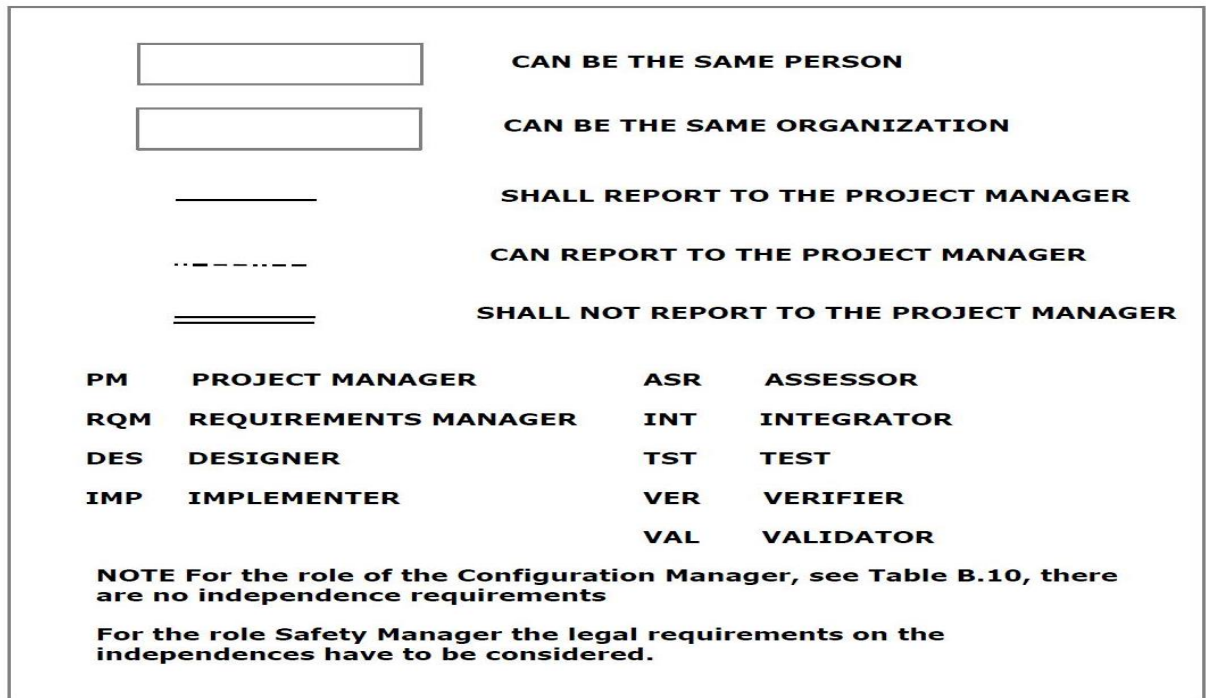 CAN BE THE SAME PERSON
CAN BE THE SAME ORGANIZATION
SHALL REPORT TO THE PROJECT MANAGER
CAN REPORT TO THE PROJECT MANAGER
SHALL NOT REPORT TO THE PROJECT MANAGER
PM PROJECT MANAGER ASR ASSESSOR
RQM REQUIREMENTS MANAGER INT INTEGRATOR
DES DESIGNER TST TEST
IMP IMPLEMENTER VER VERIFIER
VAL VALIDATOR
NOTE For the role of the Configuration Manager, see Table B.10, there
are no independence requirements
For the role Safety Manager the legal requirements on the
independences have to be considered.